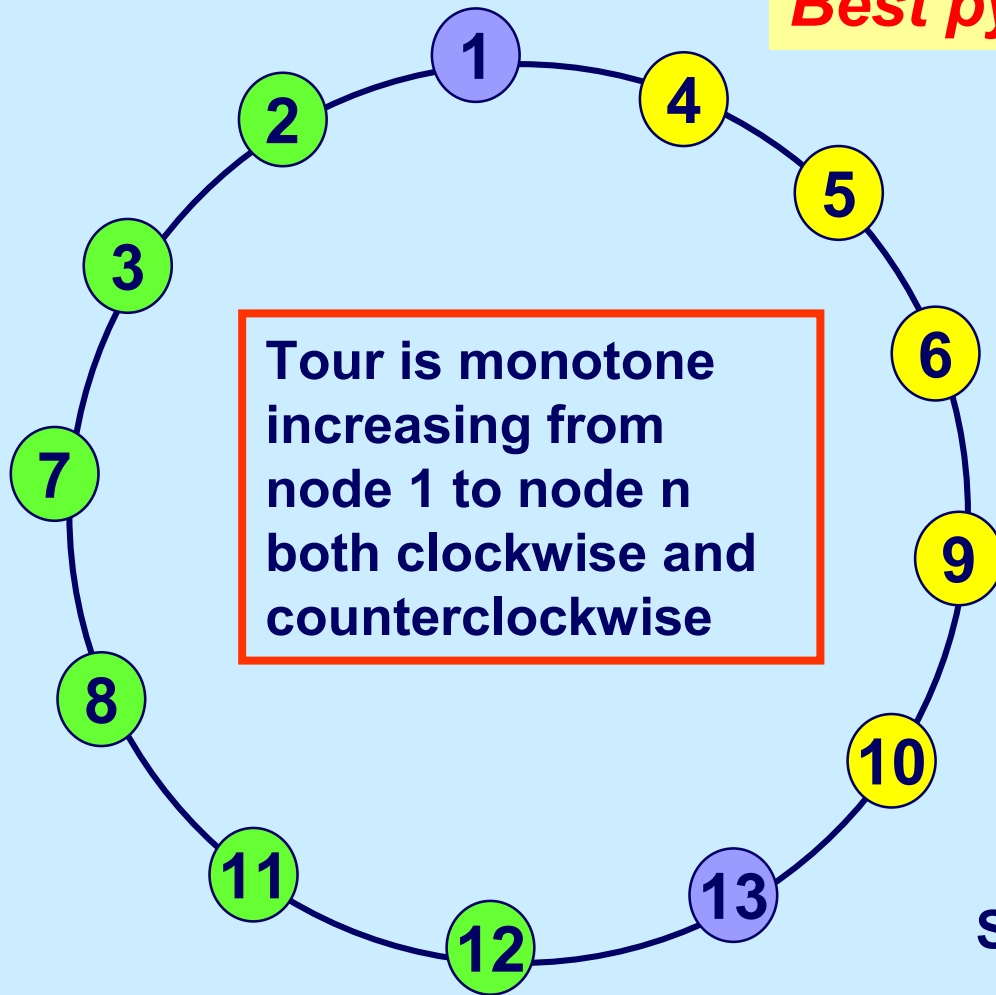 Best
1
4
2
5
3
6
Tour is monotone
increasing from
node 1 to node n
both clockwise and
counterclockwise
7
9
8
10
11
13
12